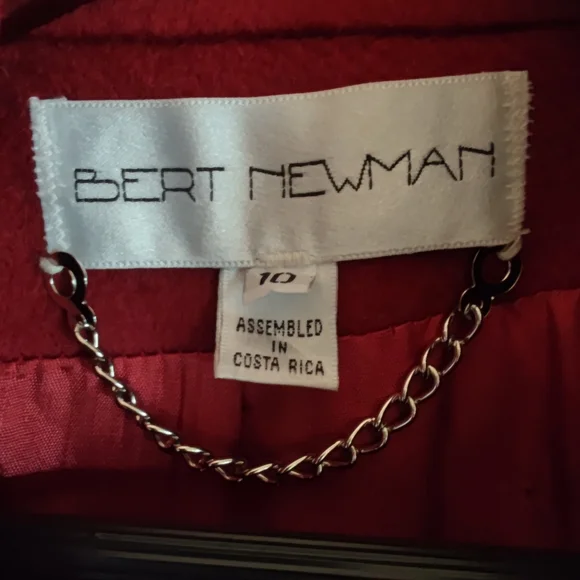 BERT NEWMAN
10
ASSEMBLED
IN
COSTA RICA